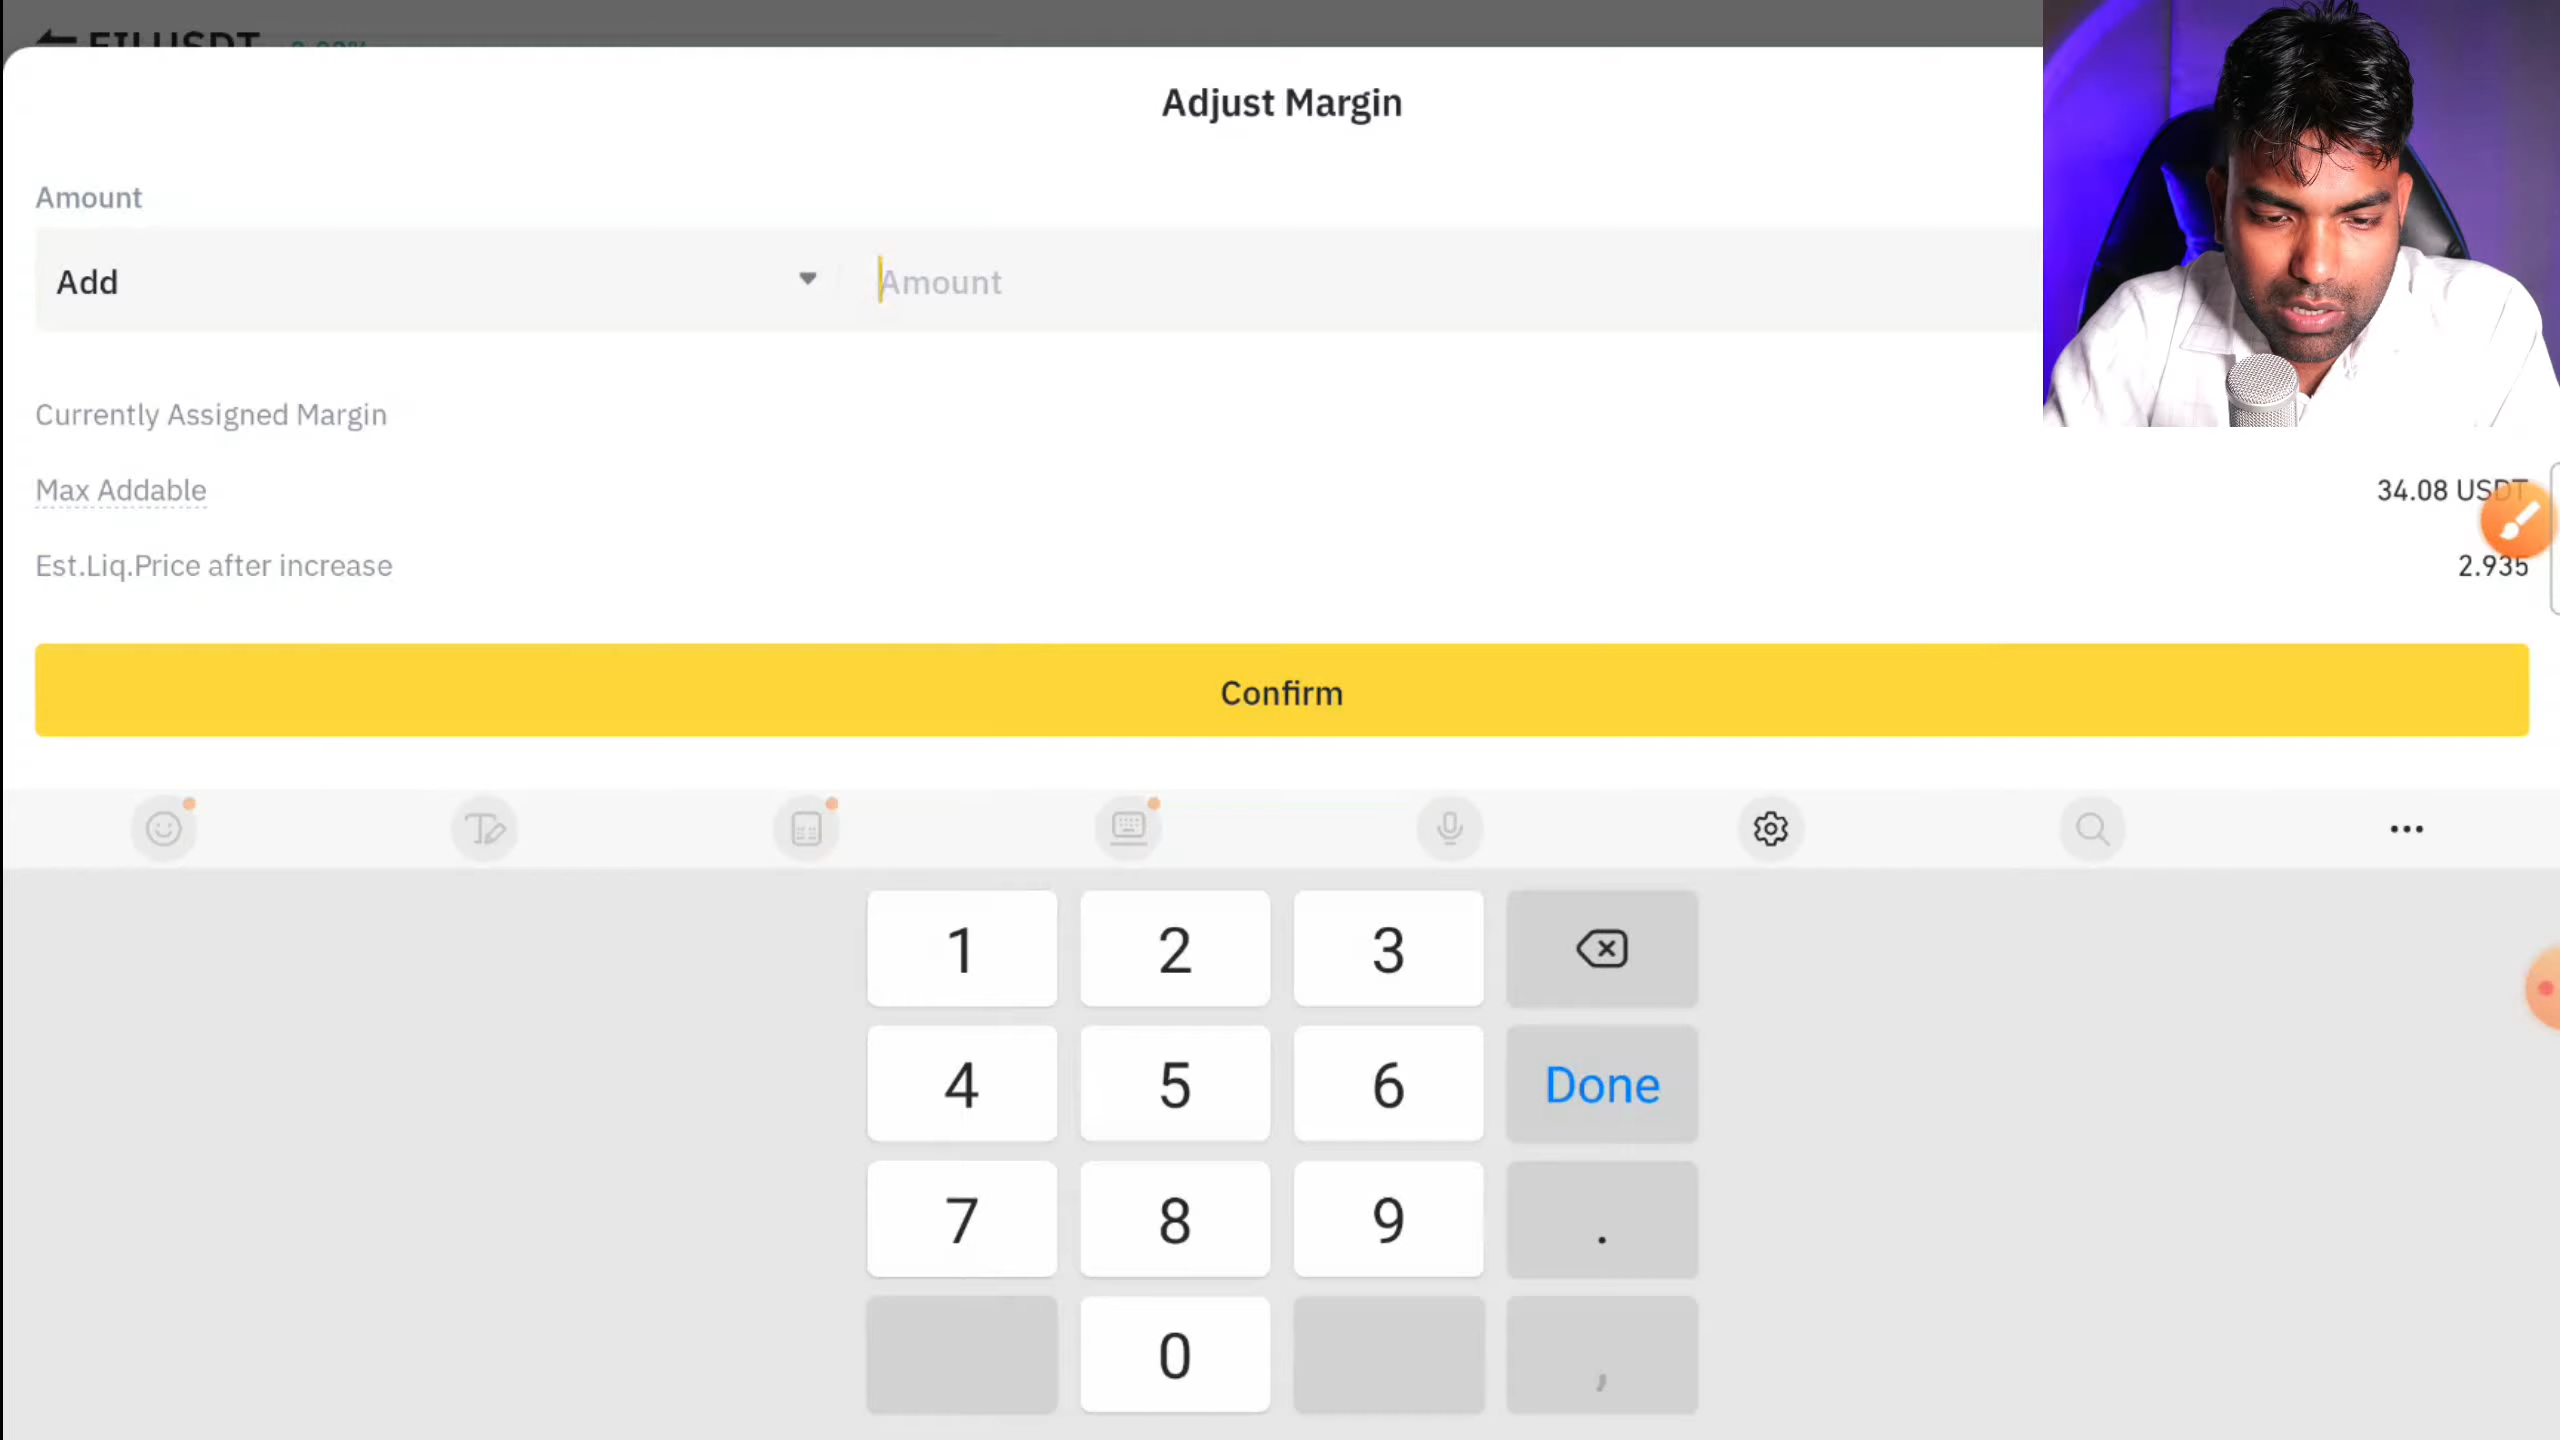 FILUSDT
Adjust Margin
Amount
Add
Amount
Currently Assigned Margin
Max Addable
34.08 USDT
Est.Liq.Price after increase
2.935
Confirm
1 2 3
4 5 6 Done
7 8 9 .
0 ,